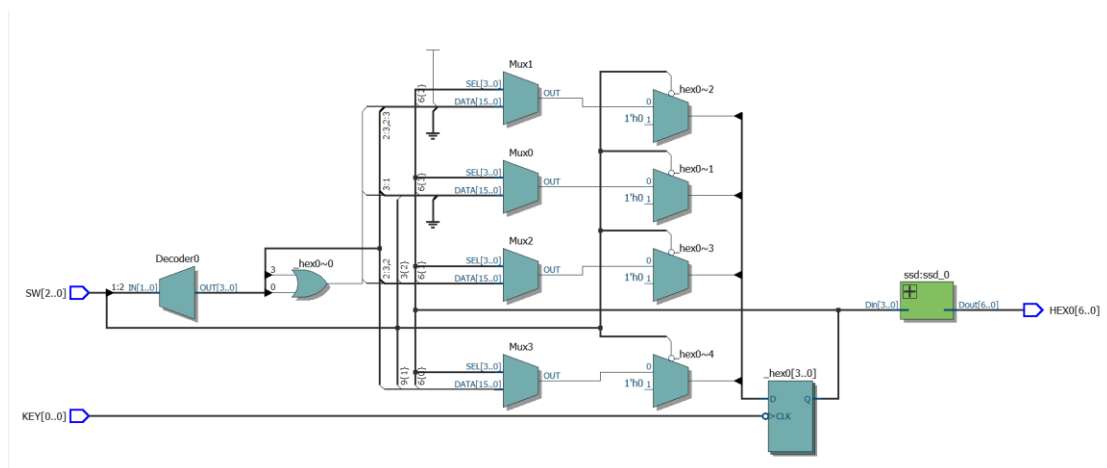 Mux1
SEL[3..0]
OUT
DATA[15..0]
6{2}
2:3,2:3
_hex0~2
0
1'h0
1
Mux0
SEL[3..0]
OUT
DATA[15..0]
3:1
6{3}
_hex0~1
0
1'h0
1
Mux2
SEL[3..0]
OUT
DATA[15..0]
2:3,2
3{2}
6{1}
_hex0~3
0
1'h0
1
Decoder0
SW[2..0]
1:2
IN[1..0]
OUT[3..0]
3
0
_hex0~0
ssd:ssd_0
Din[3..0]
Dout[6..0]
HEX0[6..0]
Mux3
SEL[3..0]
OUT
DATA[15..0]
9{1}
6{0}
_hex0~4
0
1'h0
1
_hex0[3..0]
D
Q
CLK
KEY[0..0]